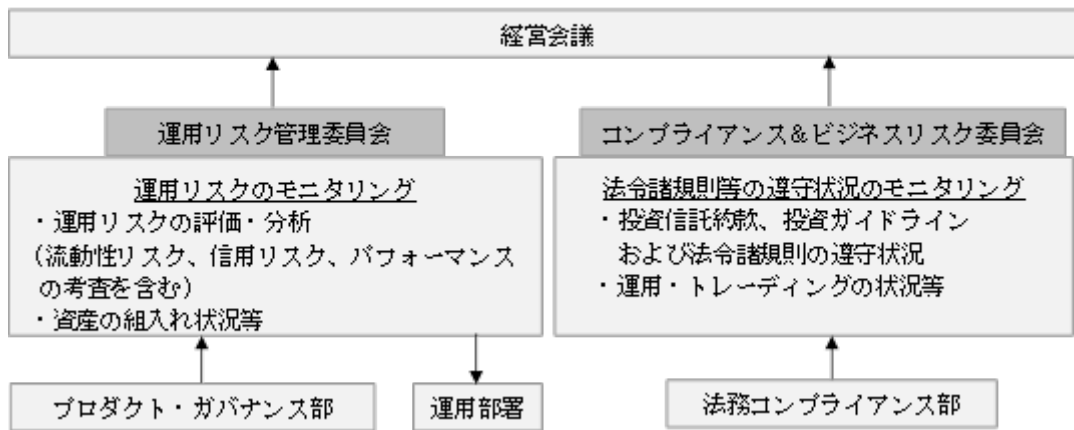 経営会議
運用リスク管理委員会
運用リスクのモニタリング
・運用リスクの評価・分析
(流動性リスク、信用リスク、パフォーマンス
の考査を含む)
・資産の組入れ状況等
プロダクト・ガバナンス部
運用部署
コンプライアンス&ビジネスリスク委員会
法令諸規則等の遵守状況のモニタリング
・投資信託約款、投資ガイドライン
および法令諸規則の遵守状況
・運用・トレーディングの状況等
法務コンプライアンス部